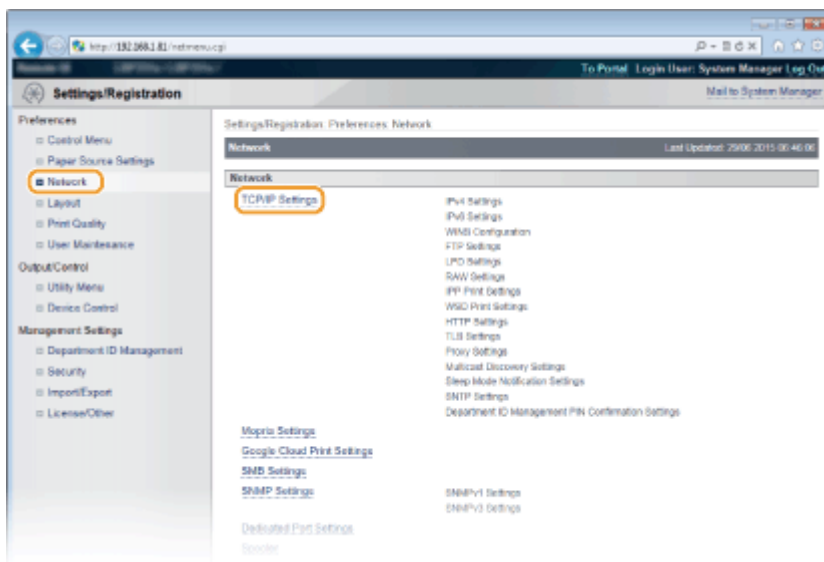 http://192.168.1.81/netmenu.cgi
To Portal Login User: System Manager Log Ou
Settings/Registration
Mail to System Manager
Preferences
Control Menu
Paper Source Settings
Network
Layout
Print Quality
User Maintenance
Output/Control
Utility Menu
Device Control
Management Settings
Department ID Management
Security
Import/Export
License/Other
Settings/Registration: Preferences: Network
Network
Last Updated: 29/06 2015 06:46:06
Network
TCP/IP Settings
IPv4 Settings
IPv6 Settings
WINS Configuration
FTP Settings
LPD Settings
RAW Settings
IPP Print Settings
WSD Print Settings
HTTP Settings
TLS Settings
Proxy Settings
Multicast Discovery Settings
Sleep Mode Notification Settings
SNTP Settings
Department ID Management PIN Confirmation Settings
Mopria Settings
Google Cloud Print Settings
SMB Settings
SNMP Settings
SNMPv1 Settings
SNMPv3 Settings
Dedicated Port Settings
Spooler